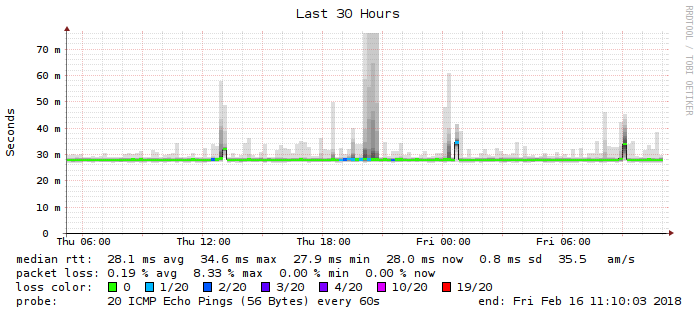 Last 30 Hours
RRDTOOL / TOBI OETIKER
Seconds
70 m
60 m
50 m
40 m
30 m
20 m
10 m
0
Thu 06:00 Thu 12:00 Thu 18:00 Fri 00:00 Fri 06:00
median rtt: 28.1 ms avg 34.6 ms max 27.9 ms min 28.0 ms now 0.8 ms sd 35.5 am/s
packet loss: 0.19 % avg 8.33 % max 0.00 % min 0.00 % now
loss color: 0 1/20 2/20 3/20 4/20 10/20 19/20
probe: 20 ICMP Echo Pings (56 Bytes) every 60s end: Fri Feb 16 11:10:03 2018